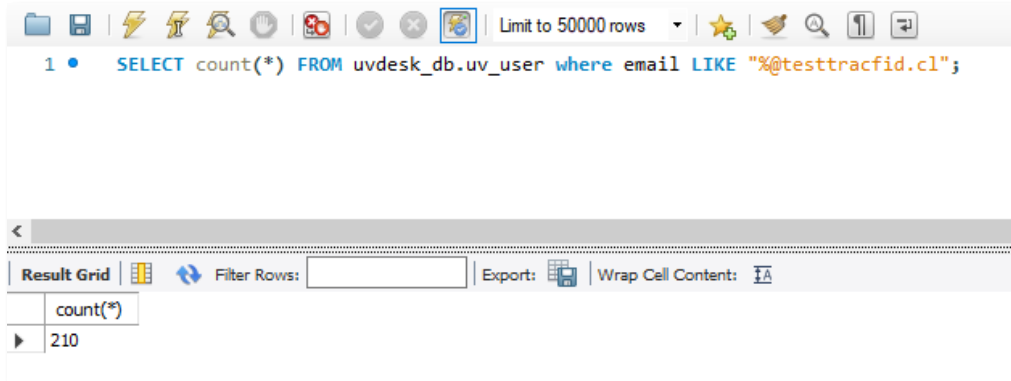 Limit to 50000 rows
1 SELECT count(*) FROM uvdesk_db.uv_user where email LIKE "%@testtracfid.cl";
Result Grid Filter Rows: Export: Wrap Cell Content:
count(*)
210